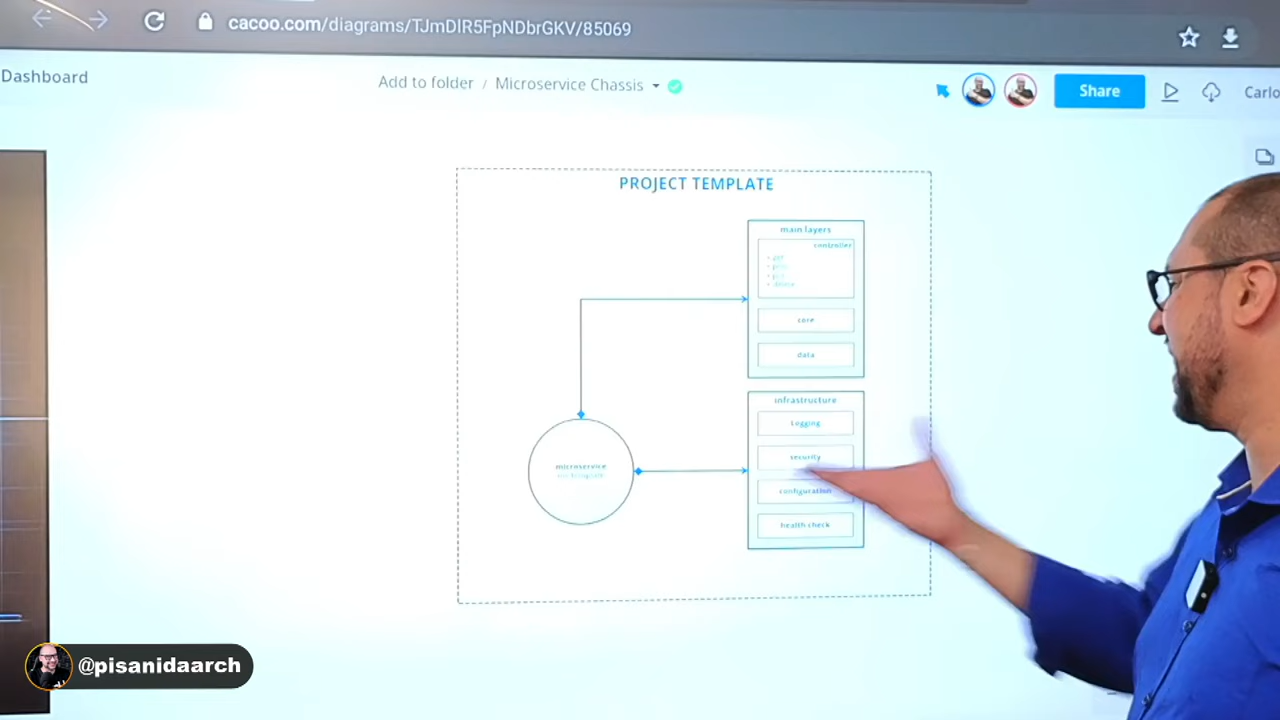 cacoo.com/diagrams/TJmDlR5FpNDbrGKV/85069
Dashboard
Add to folder / Microservice Chassis
Share
Carlo
PROJECT TEMPLATE
main layers
controller
core
data
infrastructure
Logging
security
configuration
health check
microservice
@pisanidaarch